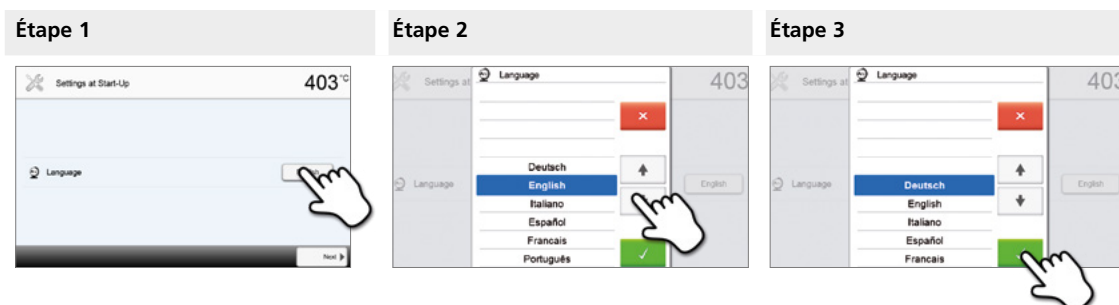 Étape 1
Settings at Start-Up
403 °C
Language
Next
Étape 2
Settings at
Language
403
Deutsch
Language
English
English
Italiano
Español
Francais
Português
Étape 3
Settings at
Language
403
Language
Deutsch
English
English
Italiano
Español
Francais